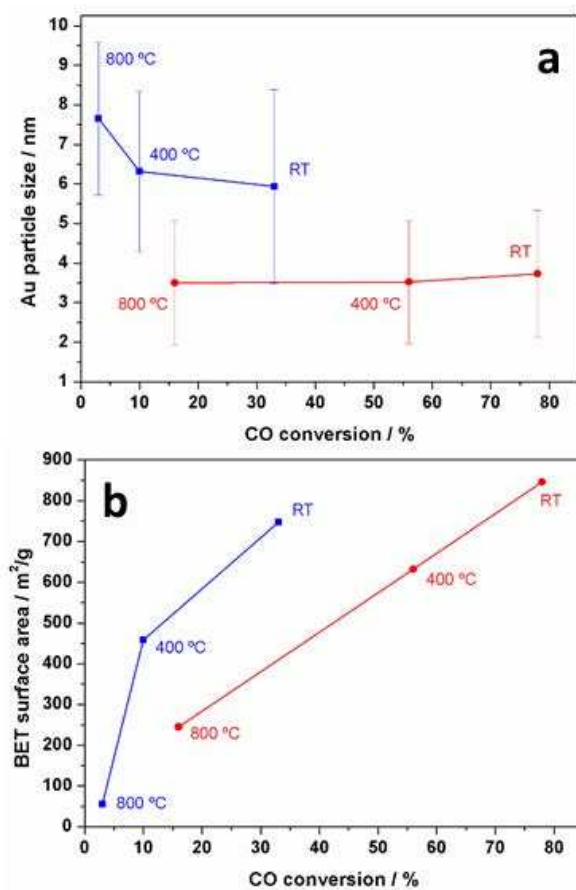 a
10
9
8
7
6
5
4
3
2
1
Au particle size / nm
800 ºC
400 ºC
RT
800 ºC
400 ºC
RT
0 10 20 30 40 50 60 70 80
CO conversion / %
b
900
800
700
600
500
400
300
200
100
0
BET surface area / m²/g
RT
400 ºC
800 ºC
RT
400 ºC
800 ºC
0 10 20 30 40 50 60 70 80
CO conversion / %